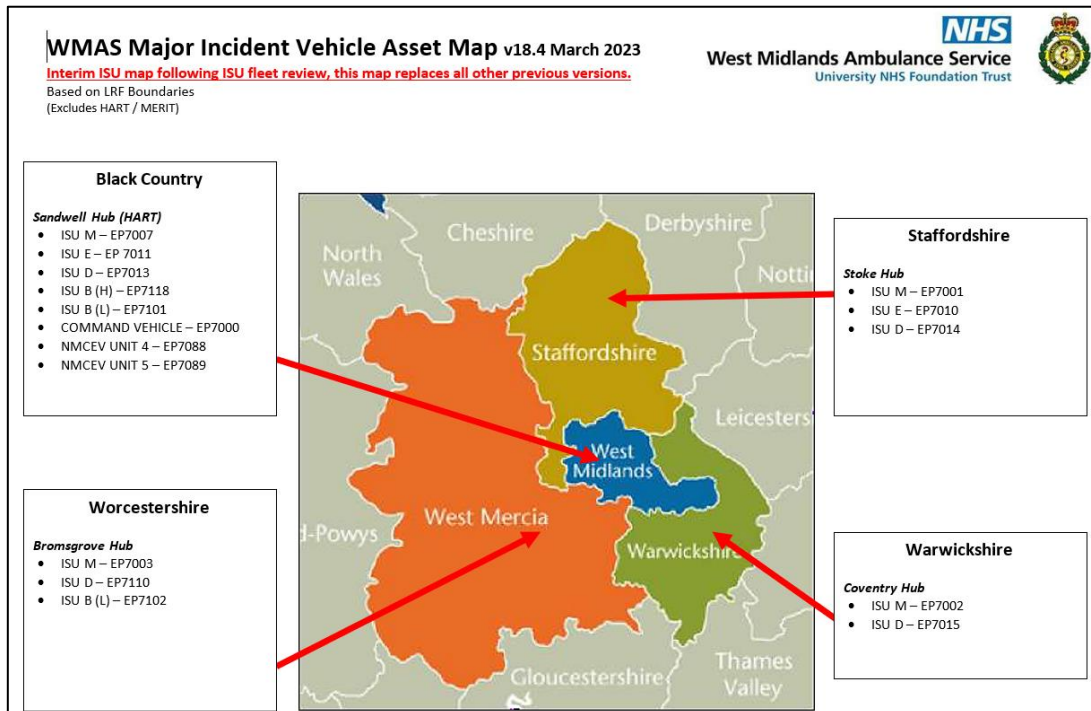 WMAS Major Incident Vehicle Asset Map v18.4 March 2023
Interim ISU map following ISU fleet review, this map replaces all other previous versions.
Based on LRF Boundaries
(Excludes HART / MERIT)
NHS
West Midlands Ambulance Service
University NHS Foundation Trust
Black Country
Sandwell Hub (HART)
• ISU M – EP7007
• ISU E – EP 7011
• ISU D – EP7013
• ISU B (H) – EP7118
• ISU B (L) – EP7101
• COMMAND VEHICLE – EP7000
• NMCEV UNIT 4 – EP7088
• NMCEV UNIT 5 – EP7089
Worcestershire
Bromsgrove Hub
• ISU M – EP7003
• ISU D – EP7110
• ISU B (L) – EP7102
North
Wales
Cheshire
Derbyshire
Nottin
Staffordshire
Leicesters
West
Midlands
West Mercia
d-Powys
Warwickshire
Gloucestershire
Thames
Valley
Staffordshire
Stoke Hub
• ISU M – EP7001
• ISU E – EP7010
• ISU D – EP7014
Warwickshire
Coventry Hub
• ISU M – EP7002
• ISU D – EP7015